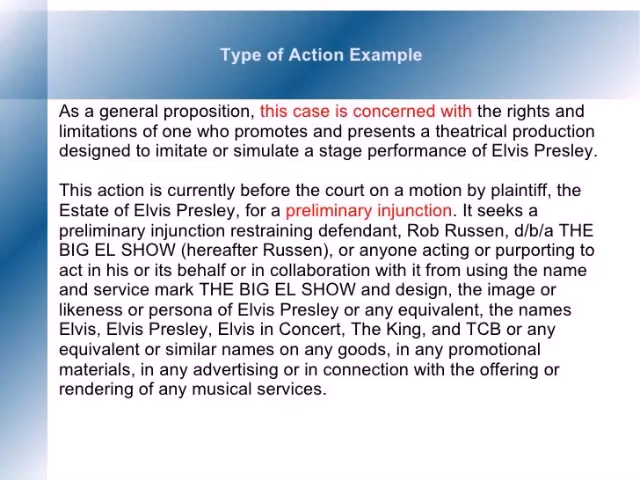 Type of Action Example
As a general proposition, this case is concerned with the rights and
limitations of one who promotes and presents a theatrical production
designed to imitate or simulate a stage performance of Elvis Presley.
This action is currently before the court on a motion by plaintiff, the
Estate of Elvis Presley, for a preliminary injunction. It seeks a
preliminary injunction restraining defendant, Rob Russen, d/b/a THE
BIG EL SHOW (hereafter Russen), or anyone acting or purporting to
act in his or its behalf or in collaboration with it from using the name
and service mark THE BIG EL SHOW and design, the image or
likeness or persona of Elvis Presley or any equivalent, the names
Elvis, Elvis Presley, Elvis in Concert, The King, and TCB or any
equivalent or similar names on any goods, in any promotional
materials, in any advertising or in connection with the offering or
rendering of any musical services.